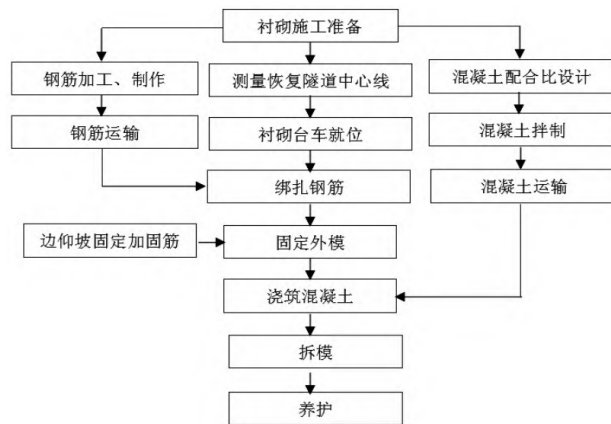 衬砌施工准备
钢筋加工、制作
测量恢复隧道中心线
混凝土配合比设计
钢筋运输
衬砌台车就位
混凝土拌制
绑扎钢筋
混凝土运输
边仰坡固定加固筋
固定外模
浇筑混凝土
拆模
养护